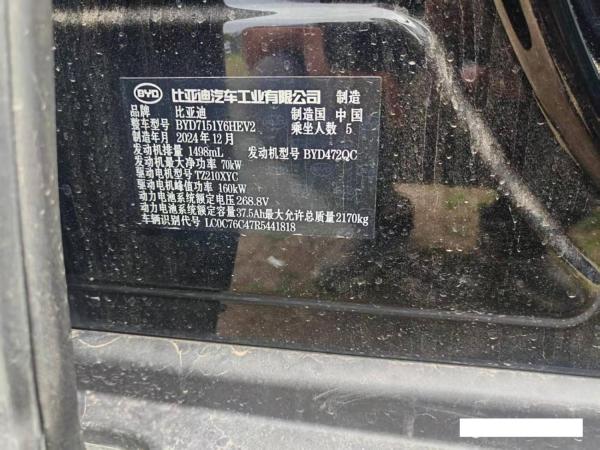 BYD 比亚迪汽车工业有限公司 制造
品牌 比亚迪 制造国 中国
整车型号 BYD7151Y6HEV2 乘坐人数 5
制造年月 2024年12月
发动机排量 1498mL 发动机型号 BYD472QC
发动机最大净功率 70kW
驱动电机型号 TZ210XYC
驱动电机峰值功率 160kW
动力电池系统额定电压 268.8V
动力电池系统额定容量 37.5Ah 最大允许总质量 2170kg
车辆识别代号 LC0C76C47R5441818